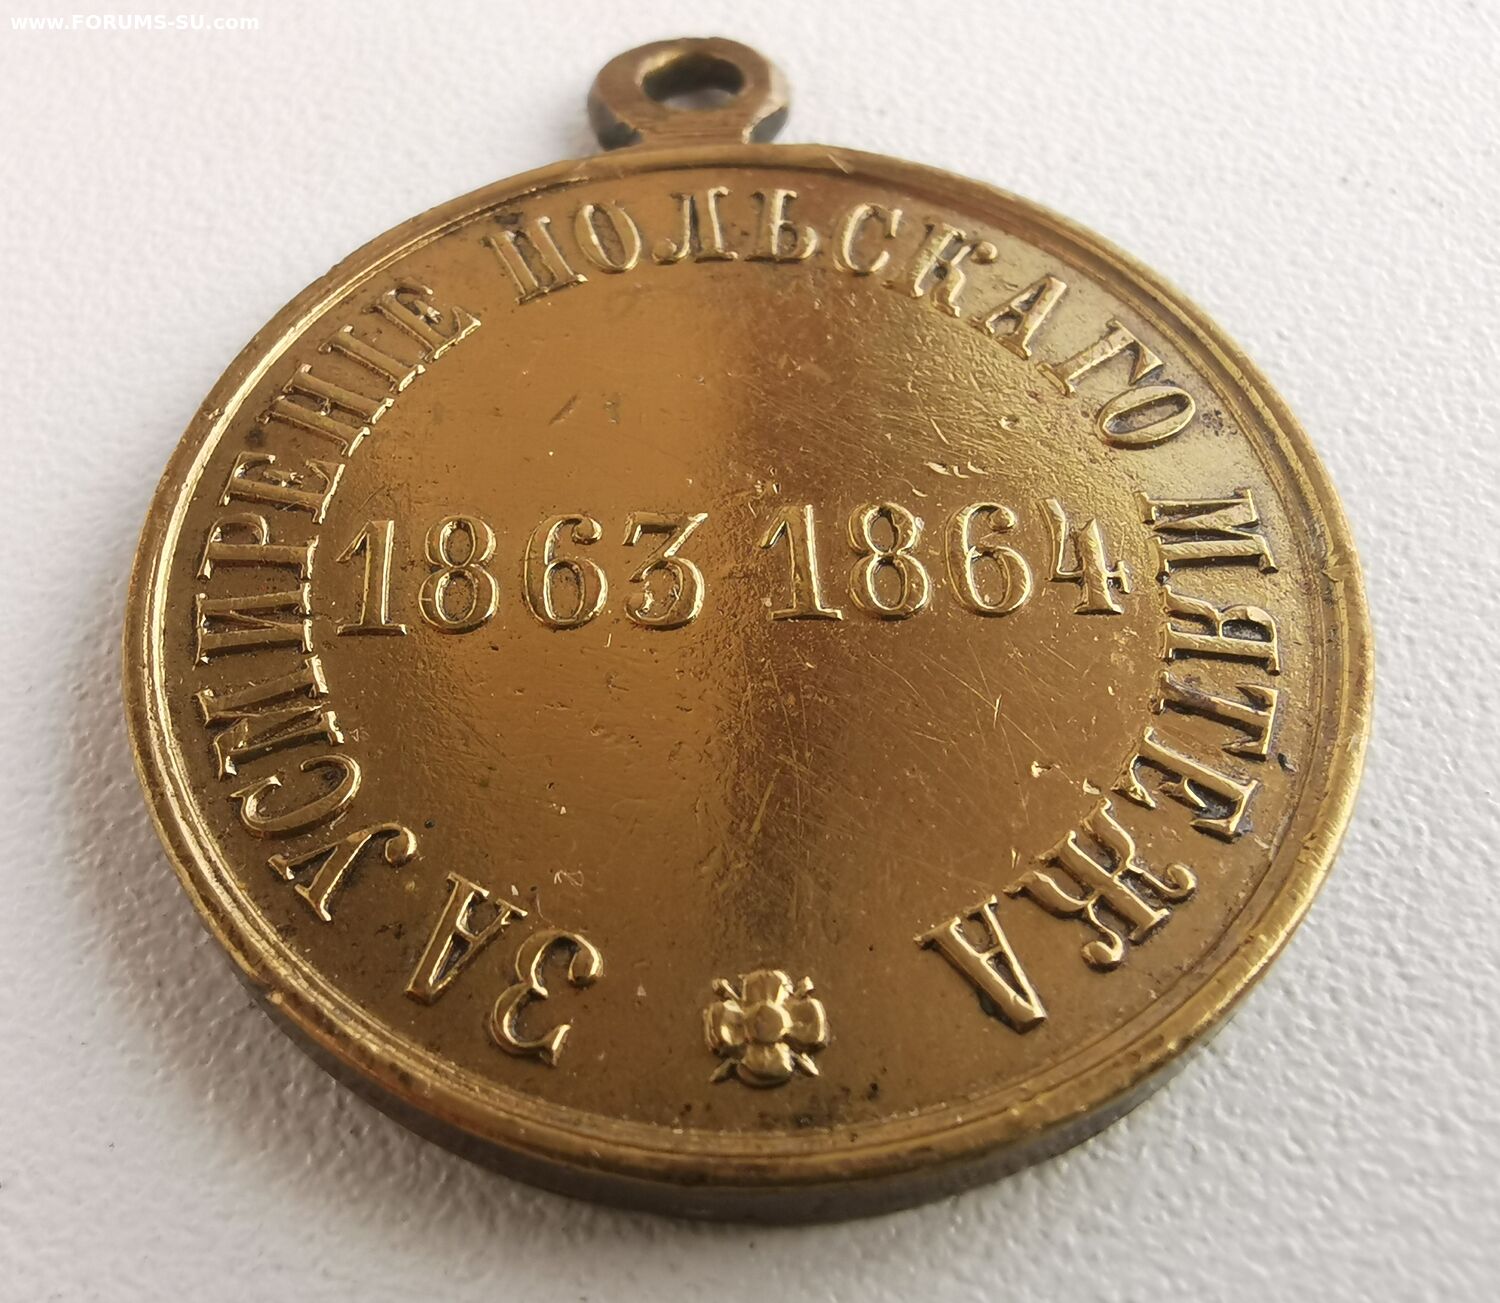 www.FORUMS-SU.com
ЗА УСМИРЕНІЕ ПОЛЬСКАГО МЯТЕЖА
1863 1864